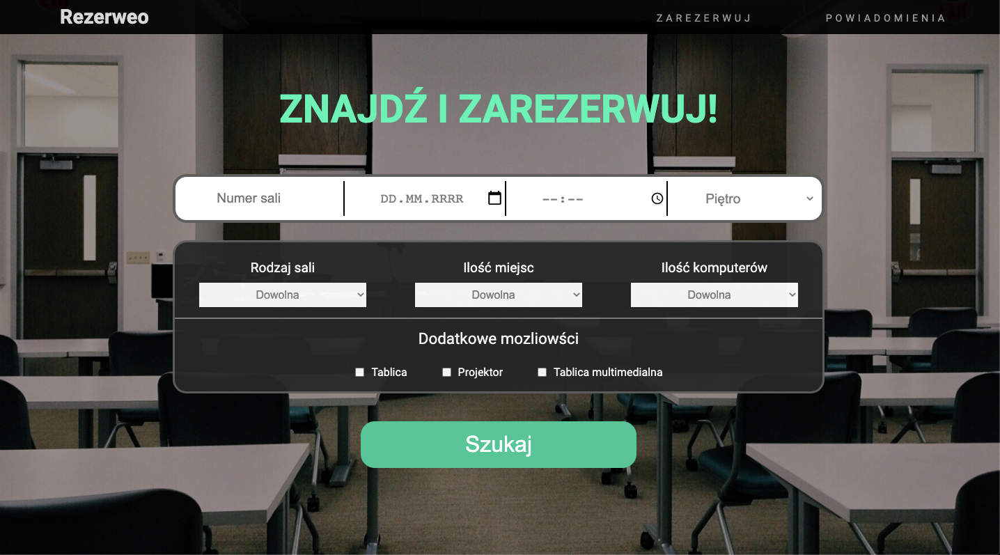 Rezerweo
ZAREZERWUJ POWIADOMIENIA
ZNAJDŹ I ZAREZERWUJ!
Numer sali DD.MM.RRRR --:-- Piętro
Rodzaj sali Ilość miejsc Ilość komputerów
Dowolna Dowolna Dowolna
Dodatkowe mozliowści
Tablica Projektor Tablica multimedialna
Szukaj